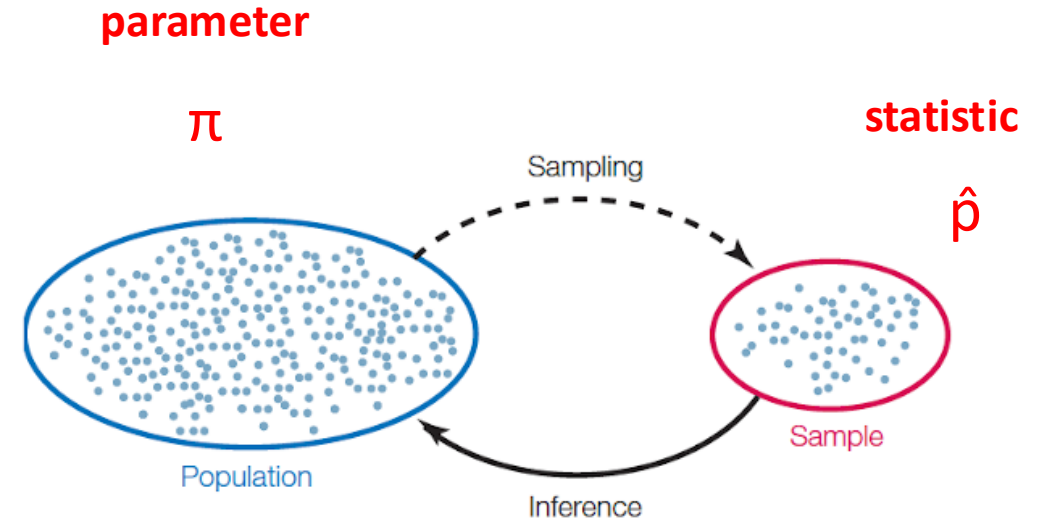 parameter
π
statistic
p̂
Sampling
Sample
Population
Inference